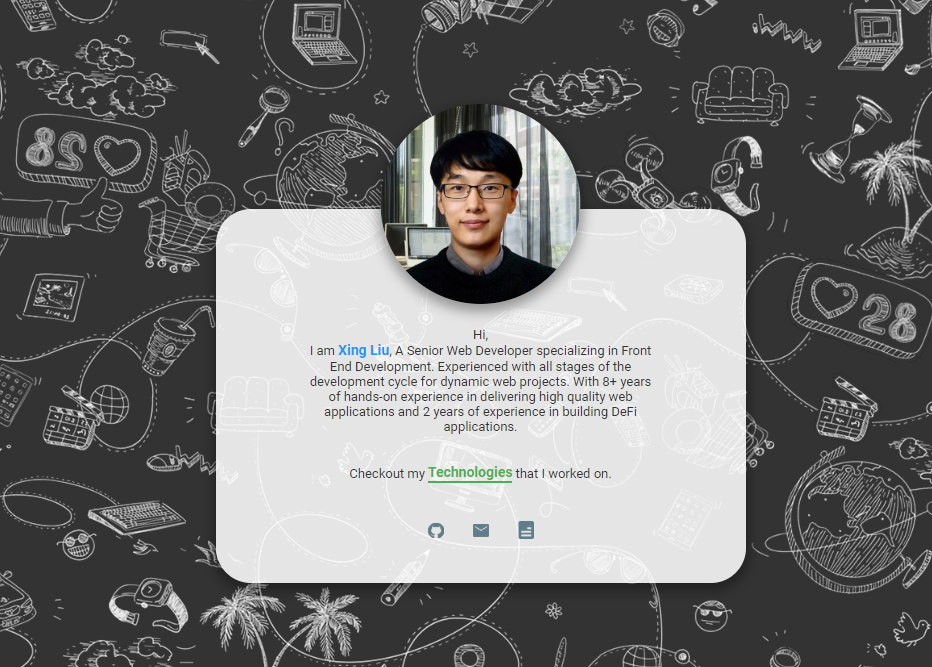 28
28
Hi,
I am Xing Liu, A Senior Web Developer specializing in Front
End Development. Experienced with all stages of the
development cycle for dynamic web projects. With 8+ years
of hands-on experience in delivering high quality web
applications and 2 years of experience in building DeFi
applications.
Checkout my Technologies that I worked on.